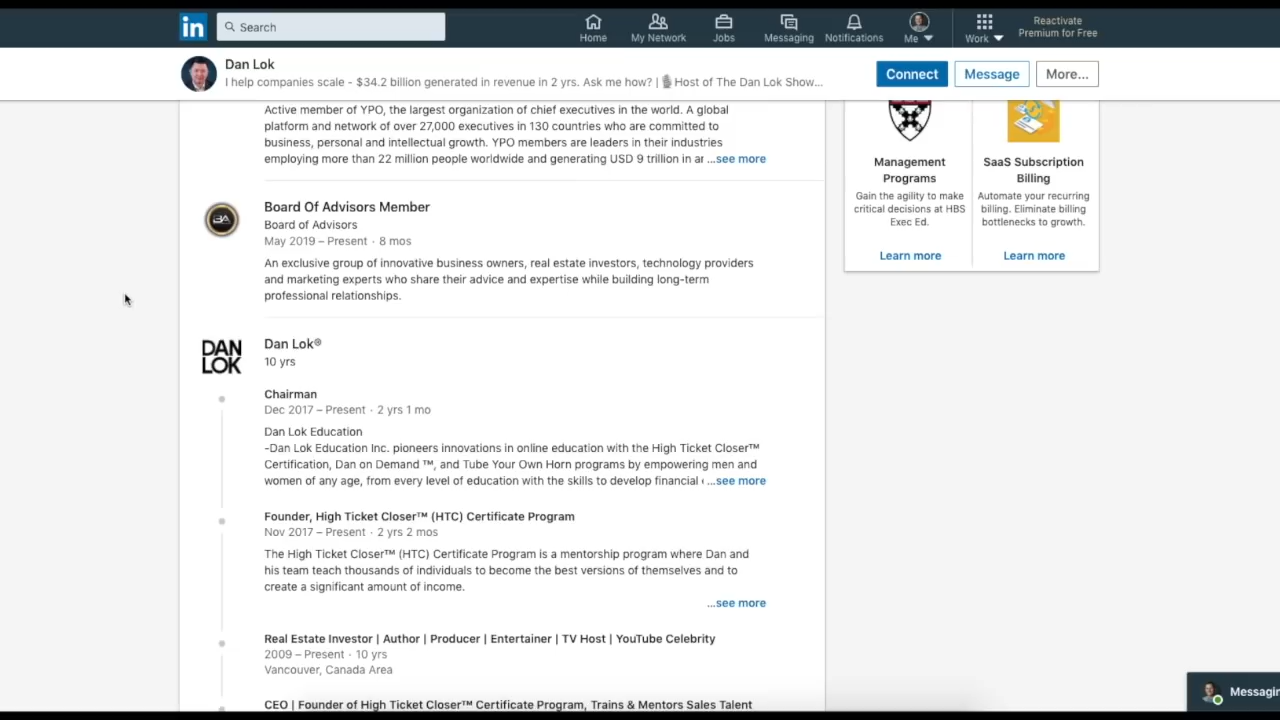 in
Search
Home
My Network
Jobs
Messaging
Notifications
Me
Work
Reactivate
Premium for Free
Dan Lok
I help companies scale - $34.2 billion generated in revenue in 2 yrs. Ask me how? | 🎙Host of The Dan Lok Show...
Connect
Message
More...
Active member of YPO, the largest organization of chief executives in the world. A global
platform and network of over 27,000 executives in 130 countries who are committed to
business, personal and intellectual growth. YPO members are leaders in their industries
employing more than 22 million people worldwide and generating USD 9 trillion in ar ...see more
Board Of Advisors Member
Board of Advisors
May 2019 – Present · 8 mos
An exclusive group of innovative business owners, real estate investors, technology providers
and marketing experts who share their advice and expertise while building long-term
professional relationships.
BA
DAN
LOK
Dan Lok®
10 yrs
Chairman
Dec 2017 – Present · 2 yrs 1 mo
Dan Lok Education
-Dan Lok Education Inc. pioneers innovations in online education with the High Ticket Closer™
Certification, Dan on Demand ™, and Tube Your Own Horn programs by empowering men and
women of any age, from every level of education with the skills to develop financial ...see more
Founder, High Ticket Closer™ (HTC) Certificate Program
Nov 2017 – Present · 2 yrs 2 mos
The High Ticket Closer™ (HTC) Certificate Program is a mentorship program where Dan and
his team teach thousands of individuals to become the best versions of themselves and to
create a significant amount of income.
...see more
Real Estate Investor | Author | Producer | Entertainer | TV Host | YouTube Celebrity
2009 – Present · 10 yrs
Vancouver, Canada Area
CEO | Founder of High Ticket Closer™ Certificate Program, Trains & Mentors Sales Talent
Management
Programs
Gain the agility to make
critical decisions at HBS
Exec Ed.
Learn more
SaaS Subscription
Billing
Automate your recurring
billing. Eliminate billing
bottlenecks to growth.
Learn more
Messagin